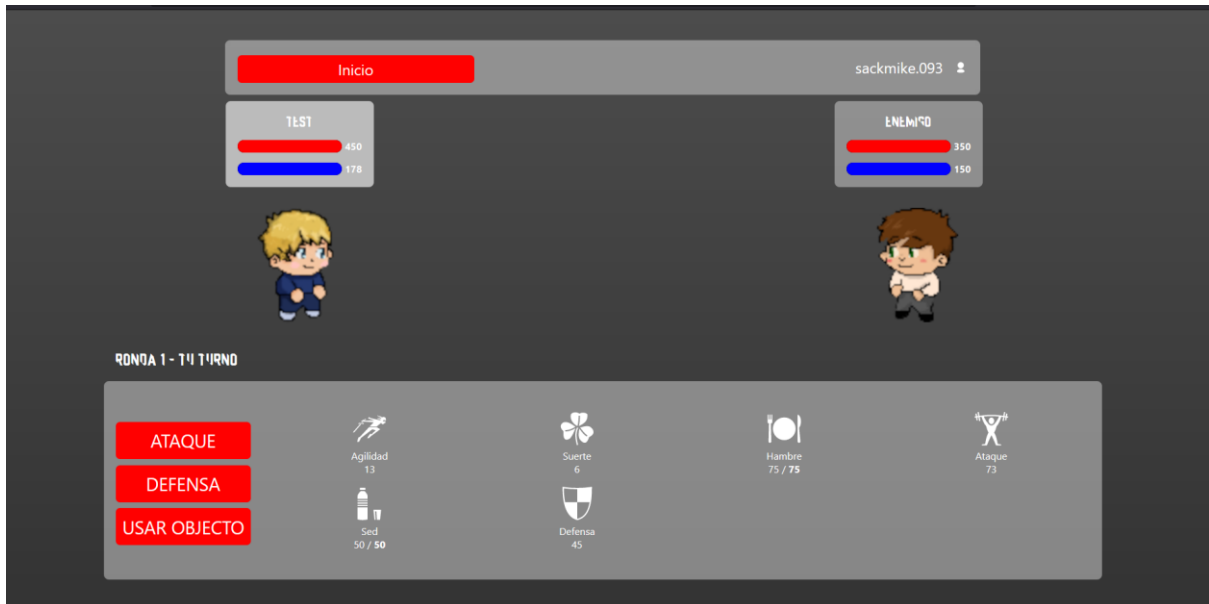 Inicio
sackmike.093
TEST
450
178
ENEMIGO
350
150
RONDA 1 - TU TURNO
ATAQUE
DEFENSA
USAR OBJECTO
Agilidad
13
Suerte
6
Hambre
75 / 75
Ataque
73
Sed
50 / 50
Defensa
45